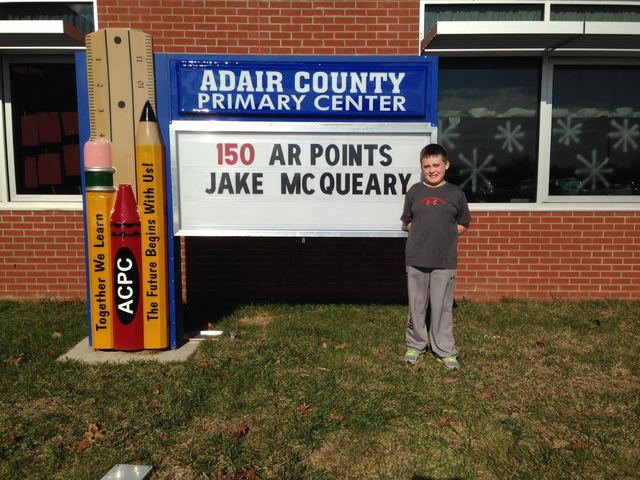 ADAIR COUNTY
PRIMARY CENTER
150 AR POINTS
JAKE MCQUEARY
Together We Learn
ACPC
The Future Begins With Us!